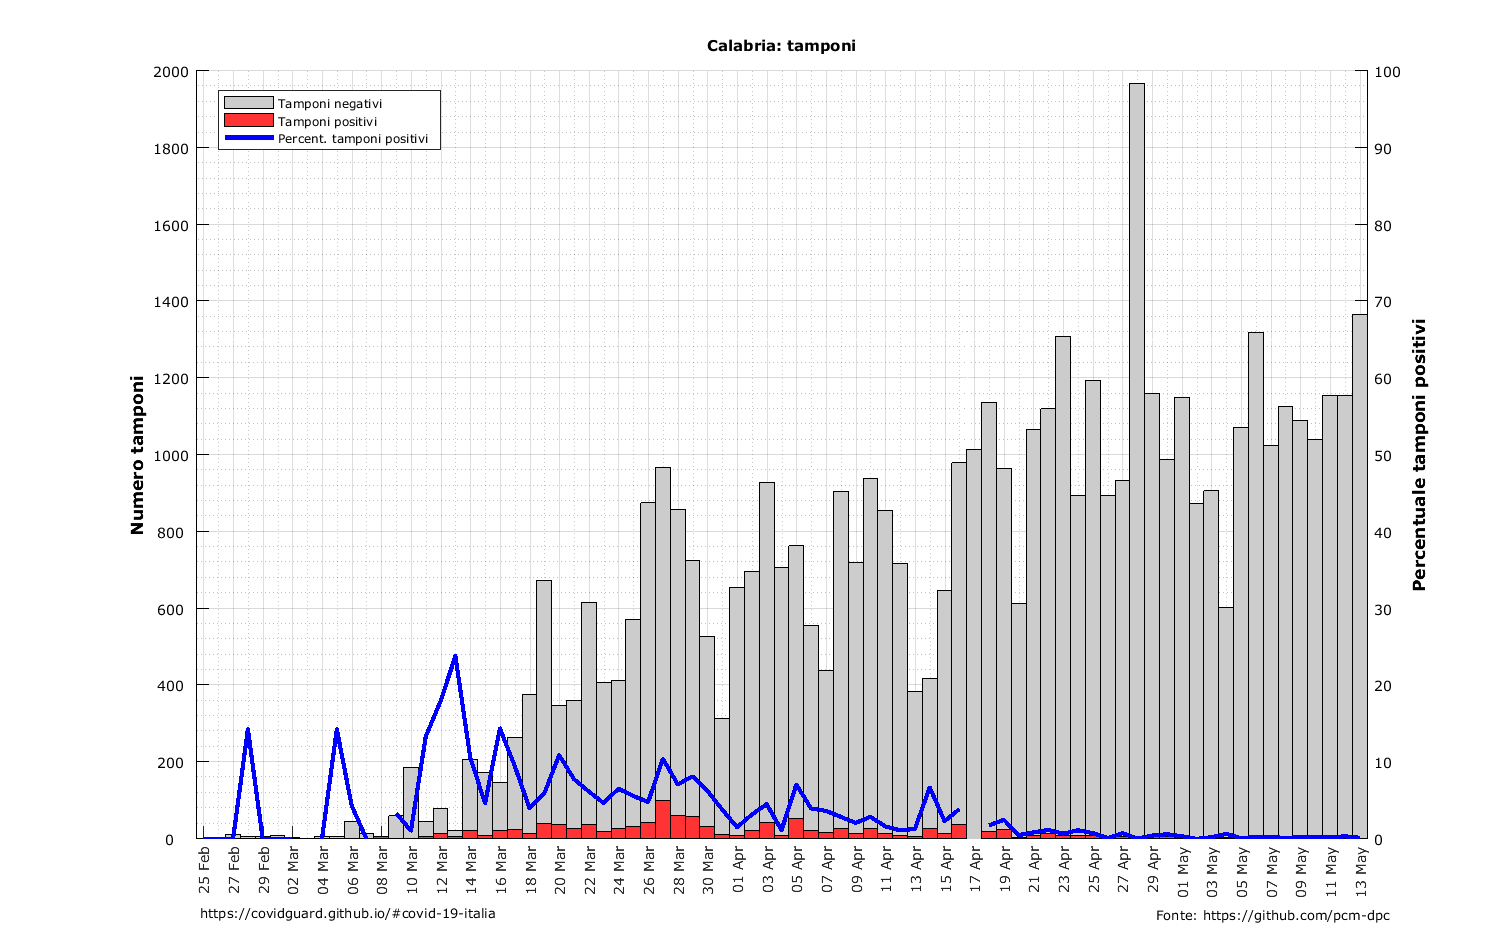 Calabria: tamponi
Tamponi negativi
Tamponi positivi
Percent. tamponi positivi
Numero tamponi
2000
1800
1600
1400
1200
1000
800
600
400
200
0
100
90
80
70
60
50
40
30
20
10
0
Percentuale tamponi positivi
25 Feb
27 Feb
29 Feb
02 Mar
04 Mar
06 Mar
08 Mar
10 Mar
12 Mar
14 Mar
16 Mar
18 Mar
20 Mar
22 Mar
24 Mar
26 Mar
28 Mar
30 Mar
01 Apr
03 Apr
05 Apr
07 Apr
09 Apr
11 Apr
13 Apr
15 Apr
17 Apr
19 Apr
21 Apr
23 Apr
25 Apr
27 Apr
29 Apr
01 May
03 May
05 May
07 May
09 May
11 May
13 May
https://covidguard.github.io/#covid-19-italia
Fonte: https://github.com/pcm-dpc